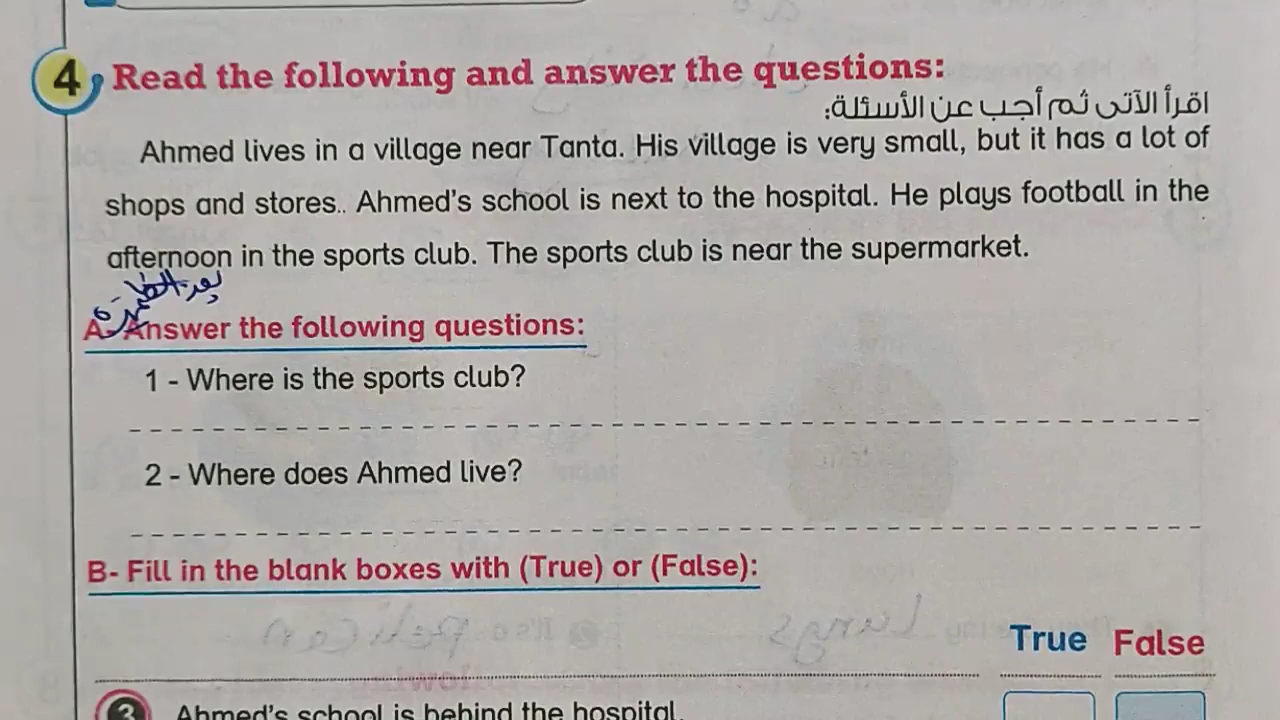 4 Read the following and answer the questions:
اقرأ الآتى ثم أجب عن الأسئلة:
Ahmed lives in a village near Tanta. His village is very small, but it has a lot of
shops and stores.. Ahmed's school is next to the hospital. He plays football in the
afternoon in the sports club. The sports club is near the supermarket.
بعد الظهيرة
A- Answer the following questions:
1 - Where is the sports club?
2 - Where does Ahmed live?
B- Fill in the blank boxes with (True) or (False):
True False
3 Ahmed's school is behind the hospital.